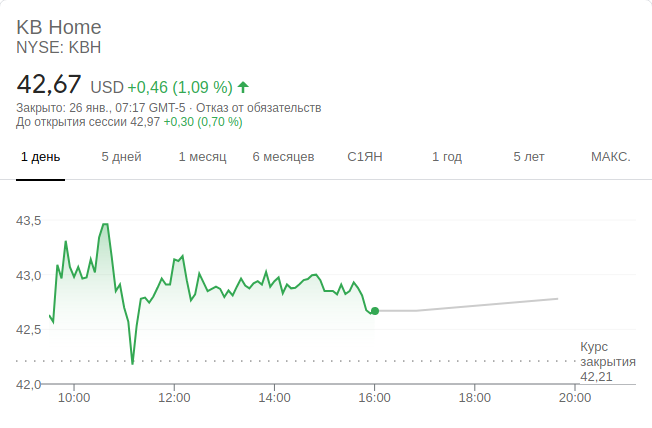 KB Home
NYSE: KBH
42,67 USD +0,46 (1,09 %)
Закрыто: 26 янв., 07:17 GMT-5 · Отказ от обязательств
До открытия сессии 42,97 +0,30 (0,70 %)
1 день 5 дней 1 месяц 6 месяцев С1ЯН 1 год 5 лет МАКС.
43,5
43,0
42,5
Курс
закрытия
42,21
42,0
10:00 12:00 14:00 16:00 18:00 20:00